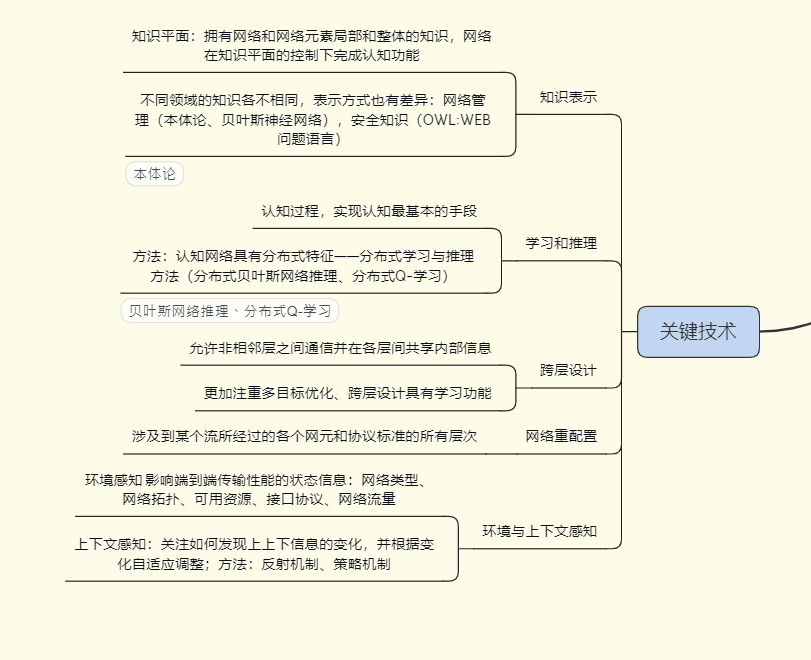 知识平面：拥有网络和网络元素局部和整体的知识，网络
在知识平面的控制下完成认知功能
知识表示
不同领域的知识各不相同，表示方式也有差异：网络管
理（本体论、贝叶斯神经网络），安全知识（OWL:WEB
问题语言）
本体论
认知过程，实现认知最基本的手段
学习和推理
方法：认知网络具有分布式特征——分布式学习与推理
方法（分布式贝叶斯网络推理、分布式Q-学习）
贝叶斯网络推理、分布式Q-学习
关键技术
允许非相邻层之间通信并在各层间共享内部信息
跨层设计
更加注重多目标优化、跨层设计具有学习功能
涉及到某个流所经过的各个网元和协议标准的所有层次
网络重配置
环境感知 影响端到端传输性能的状态信息：网络类型、
网络拓扑、可用资源、接口协议、网络流量
环境与上下文感知
上下文感知：关注如何发现上上下信息的变化，并根据变
化自适应调整；方法：反射机制、策略机制